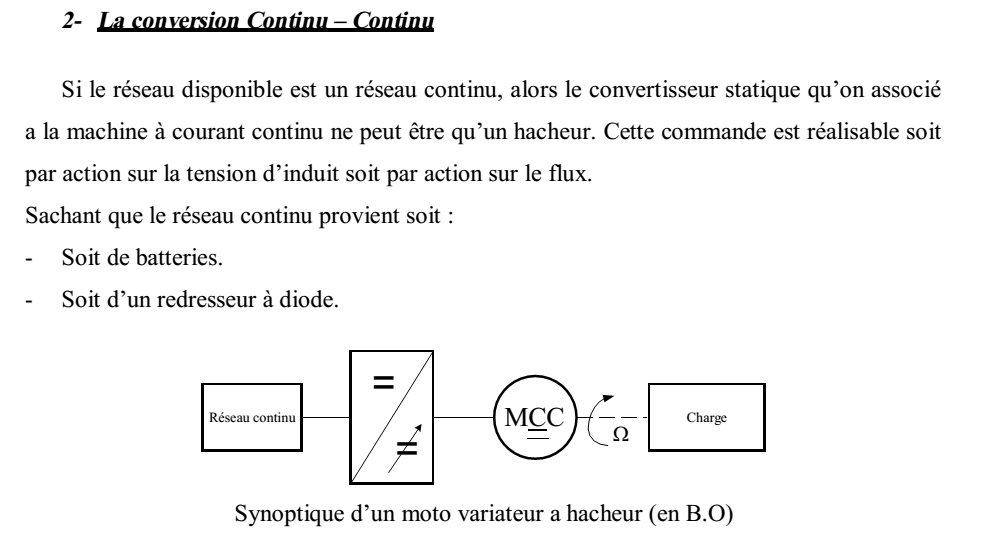 2- La conversion Continu – Continu
Si le réseau disponible est un réseau continu, alors le convertisseur statique qu’on associé
a la machine à courant continu ne peut être qu’un hacheur. Cette commande est réalisable soit
par action sur la tension d’induit soit par action sur le flux.
Sachant que le réseau continu provient soit :
- Soit de batteries.
- Soit d’un redresseur à diode.
=
=
Réseau continu
MCC
Ω
Charge
Synoptique d’un moto variateur a hacheur (en B.O)